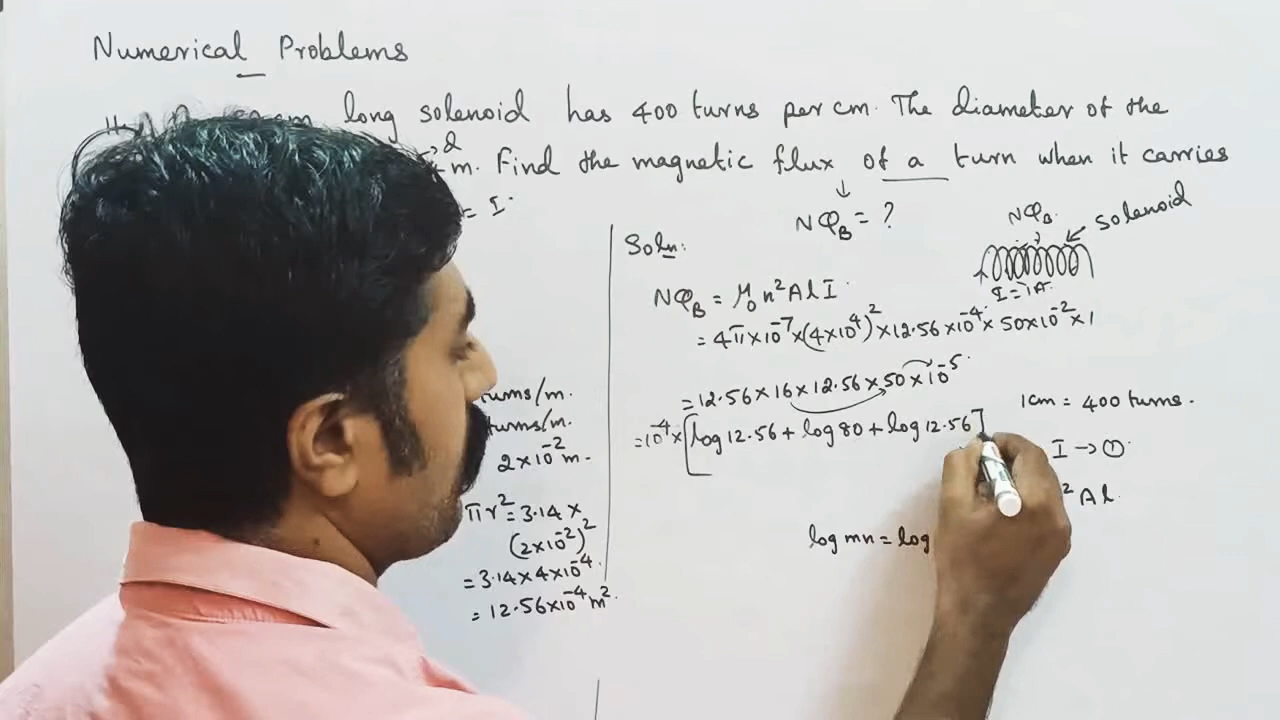 Numerical Problems
long solenoid has 400 turns per cm. The diameter of the
m. Find the magnetic flux of a turn when it carries
= I.
NΦB = ?
NΦB
solenoid
I = 1A
Soln:
NΦB = μ0 n²AlI
= 4π×10⁻⁷×(4×10⁴)²×12.56×10⁻⁴×50×10⁻²×1
= 12.56×16×12.56×50×10⁻⁵
= 10⁻⁴×[log 12.56 + log 80 + log 12.56]
log mn = log
1cm = 400 turns.
I → ①
² Al.
turns/m.
turns/m.
2×10⁻² m.
πr² = 3.14×
(2×10⁻²)²
= 3.14×4×10⁻⁴
= 12.56×10⁻⁴ m².